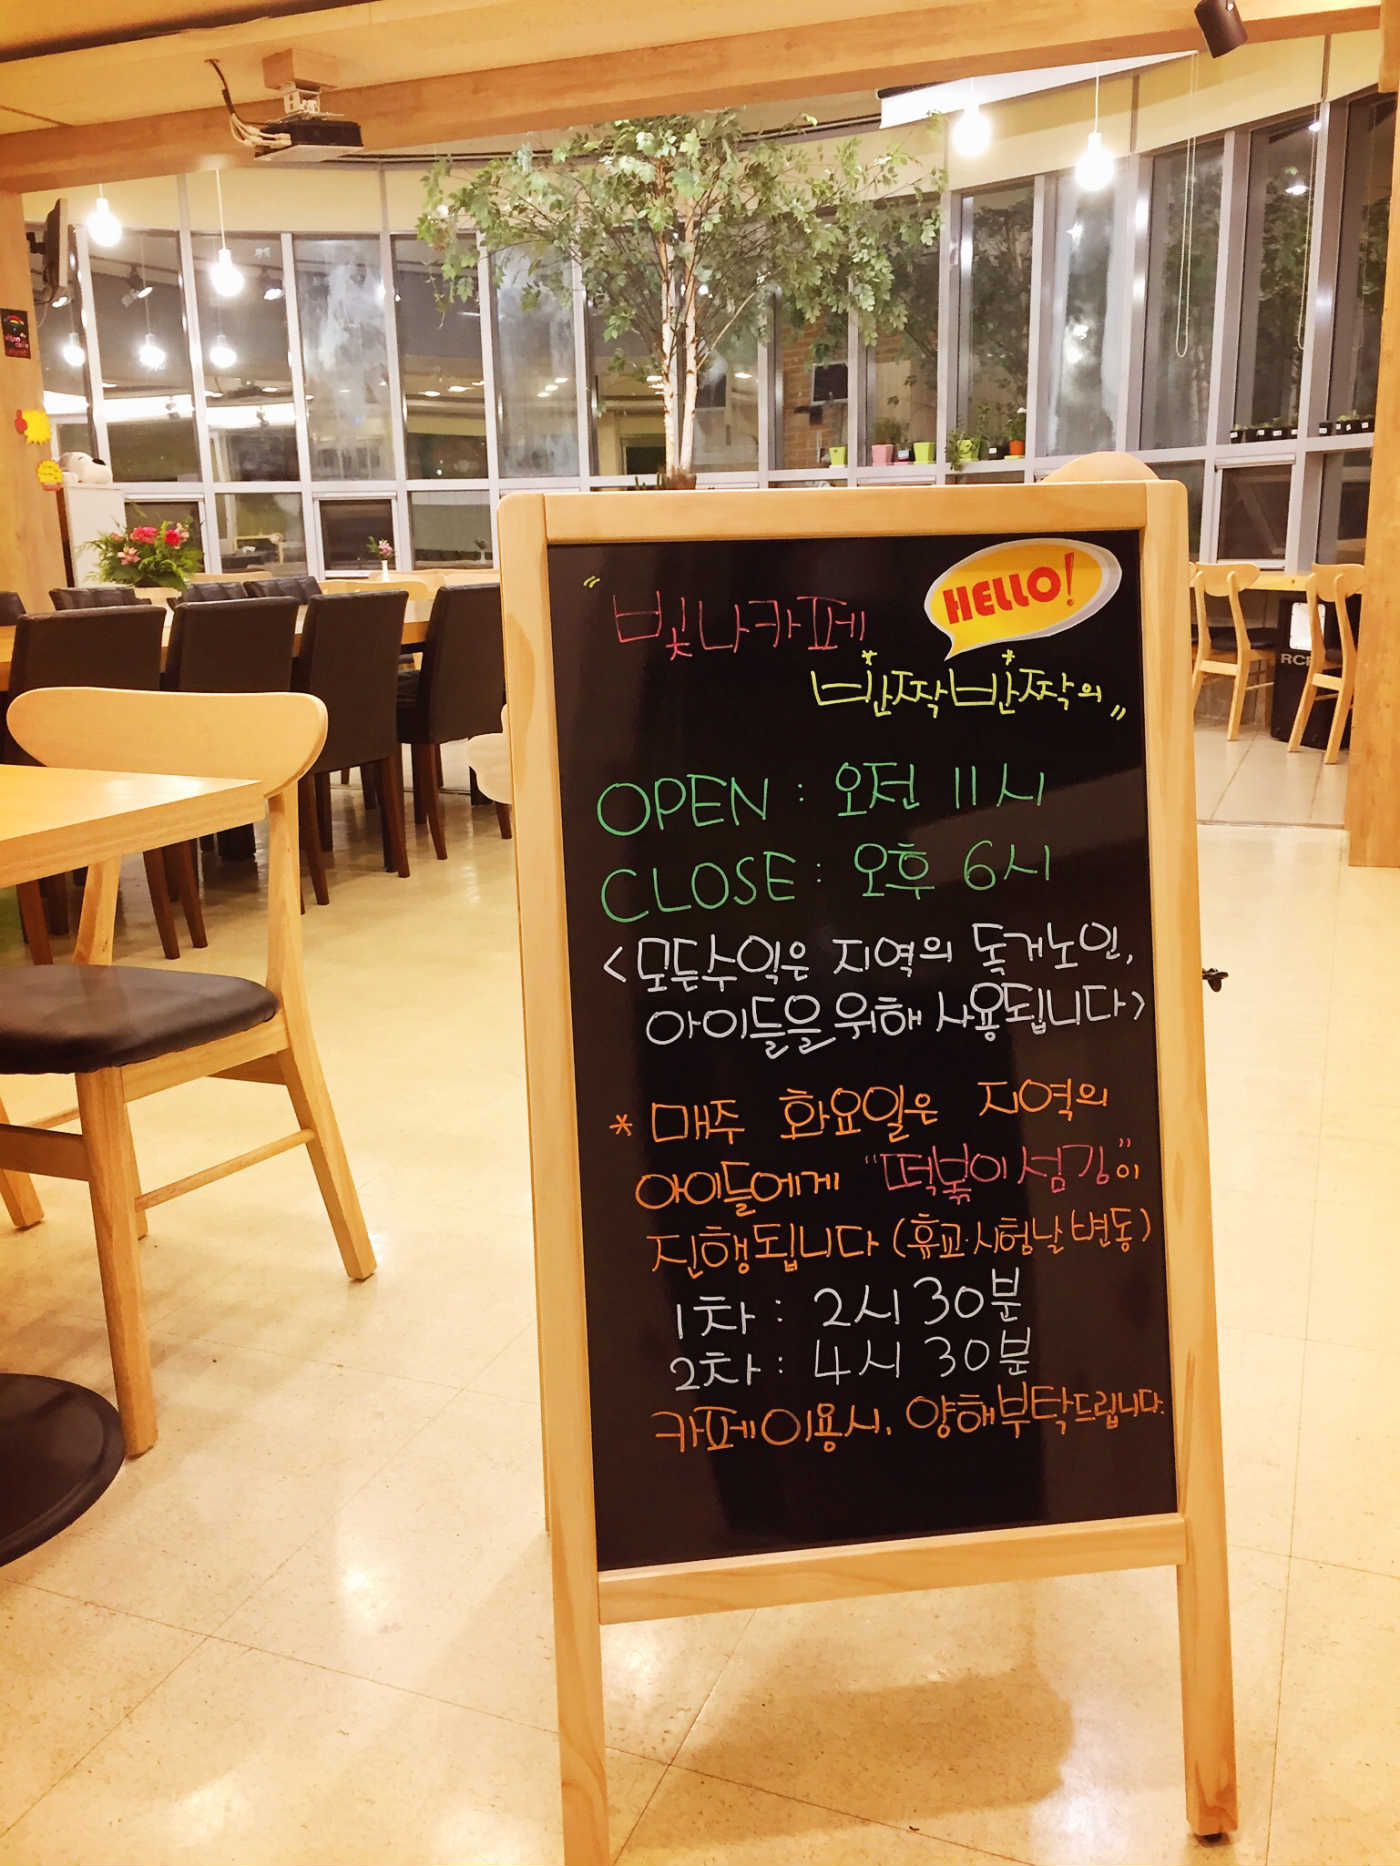 HELLO!
"빛나카페
반짝반짝의"
OPEN : 오전 11시
CLOSE : 오후 6시
<모든수익은 지역의 독거노인,
아이들을 위해 사용됩니다>
* 매주 화요일은 지역의
아이들에게 "떡볶이 섬김"이
진행됩니다 (휴교·시험날 변동)
1차 : 2시 30분
2차 : 4시 30분
카페이용시, 양해부탁드립니다.
RCF